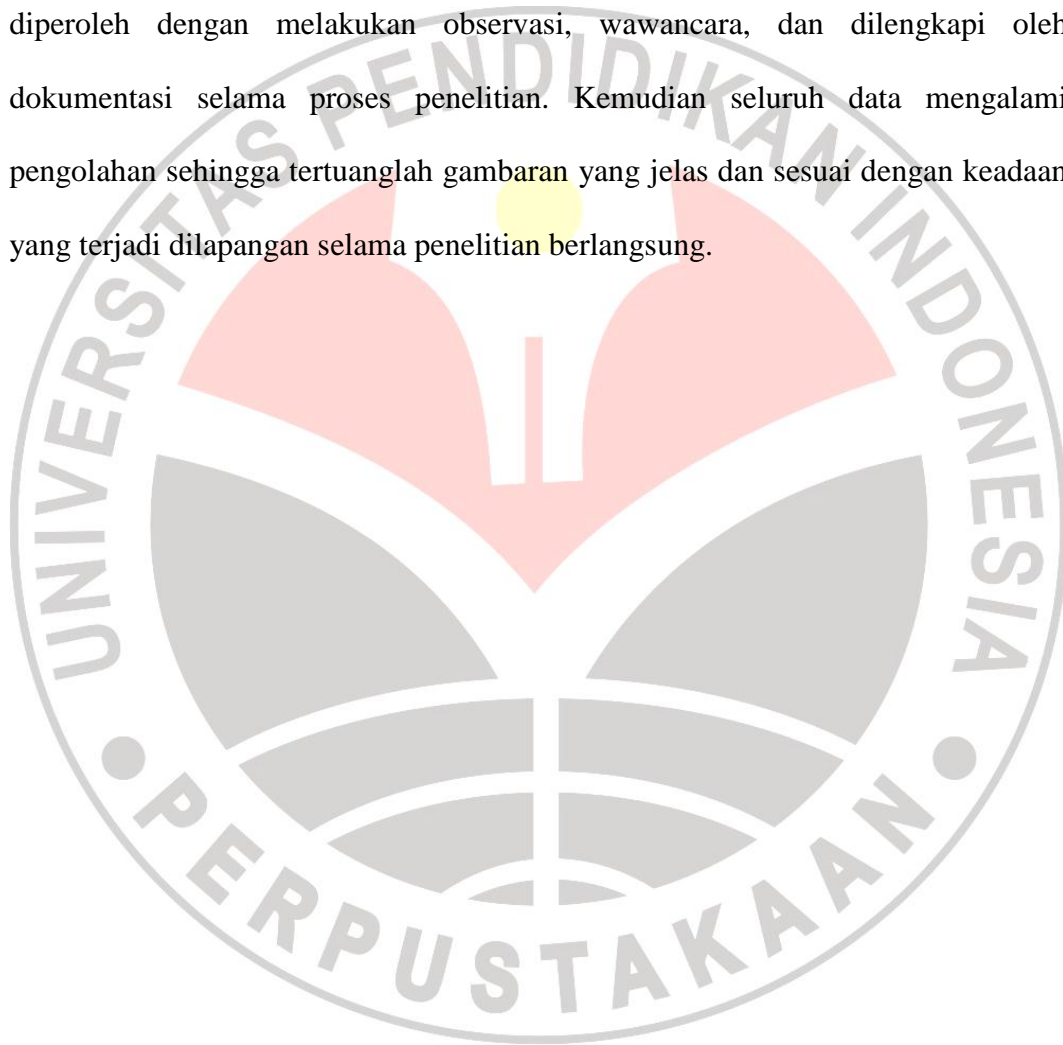 diperoleh dengan melakukan observasi, wawancara, dan dilengkapi oleh
dokumentasi selama proses penelitian. Kemudian seluruh data mengalami
pengolahan sehingga tertuanglah gambaran yang jelas dan sesuai dengan keadaan
yang terjadi dilapangan selama penelitian berlangsung.
UNIVERSITAS PENDIDIKAN INDONESIA
PERPUSTAKAAN